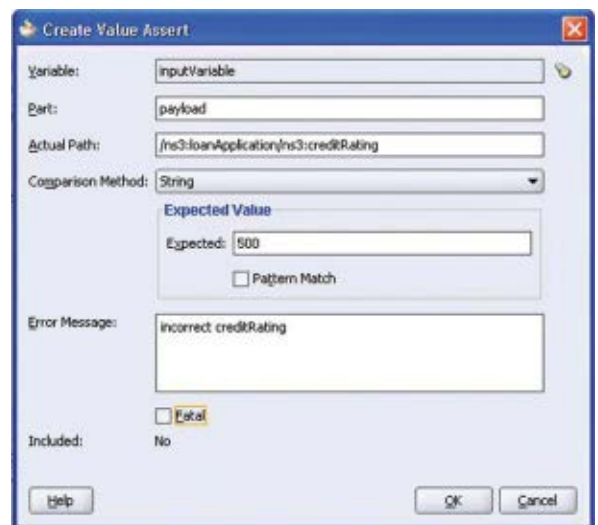 Create Value Assert
Variable: inputVariable
Part: payload
Actual Path: /ns3:loanApplication/ns3:creditRating
Comparison Method: String
Expected Value
Expected: 500
Pattern Match
Error Message: incorrect creditRating
Fatal
Included: No
Help OK Cancel